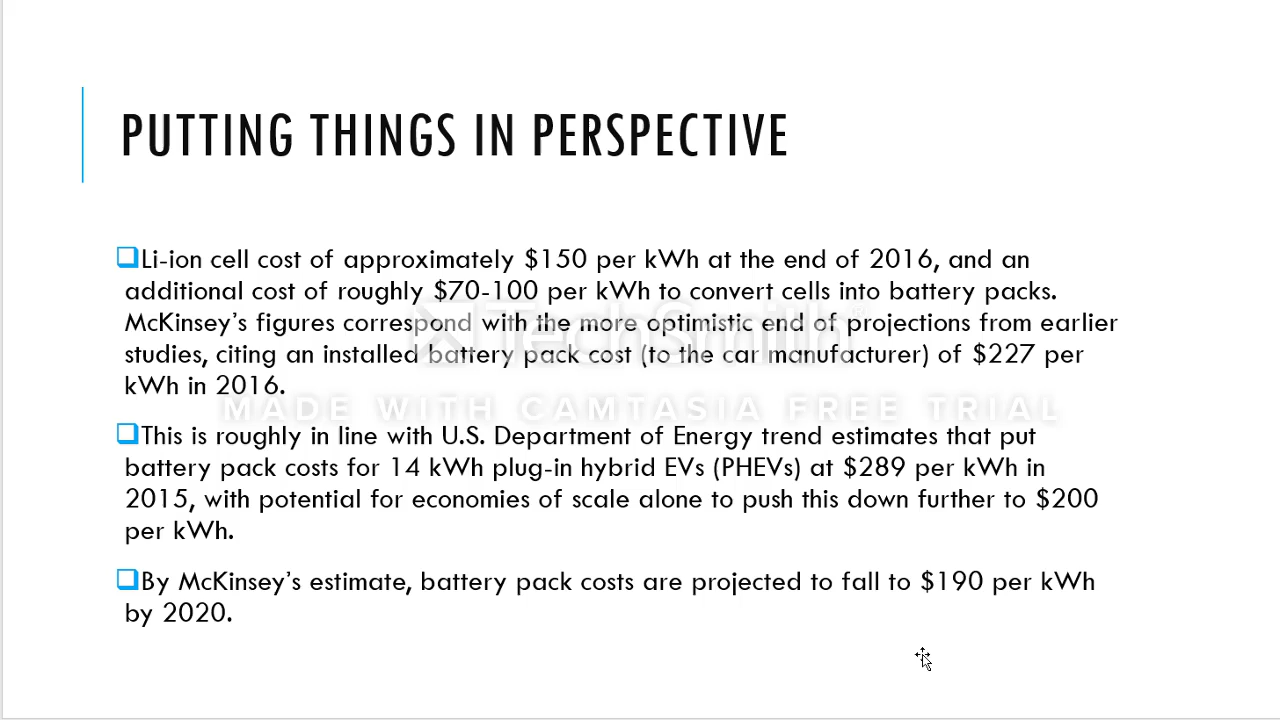 PUTTING THINGS IN PERSPECTIVE
Li-ion cell cost of approximately $150 per kWh at the end of 2016, and an
additional cost of roughly $70-100 per kWh to convert cells into battery packs.
McKinsey's figures correspond with the more optimistic end of projections from earlier
studies, citing an installed battery pack cost (to the car manufacturer) of $227 per
kWh in 2016.
TechSmith
MADE WITH CAMTASIA FREE TRIAL
This is roughly in line with U.S. Department of Energy trend estimates that put
battery pack costs for 14 kWh plug-in hybrid EVs (PHEVs) at $289 per kWh in
2015, with potential for economies of scale alone to push this down further to $200
per kWh.
By McKinsey's estimate, battery pack costs are projected to fall to $190 per kWh
by 2020.